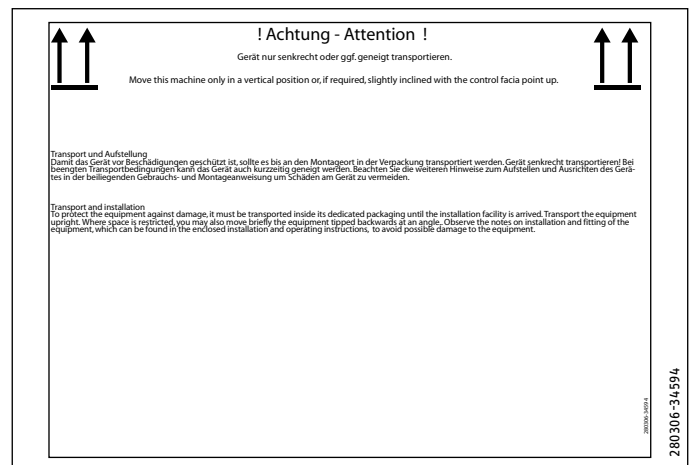 ! Achtung - Attention !
Gerät nur senkrecht oder ggf. geneigt transportieren.
Move this machine only in a vertical position or, if required, slightly inclined with the control facia point up.
Transport und Aufstellung
Damit das Gerät vor Beschädigungen geschützt ist, sollte es bis an den Montageort in der Verpackung transportiert werden. Gerät senkrecht transportieren! Bei
beengten Transportbedingungen kann das Gerät auch kurzzeitig geneigt werden. Beachten Sie die weiteren Hinweise zum Aufstellen und Ausrichten des Gerä-
tes in der beiliegenden Gebrauchs- und Montageanweisung um Schäden am Gerät zu vermeiden.
Transport and installation
To protect the equipment against damage, it must be transported inside its dedicated packaging until the installation facility is arrived. Transport the equipment
upright. Where space is restricted, you may also move briefly the equipment tipped backwards at an angle,. Observe the notes on installation and fitting of the
equipment, which can be found in the enclosed installation and operating instructions, to avoid possible damage to the equipment.
280306-34594
280306-34594